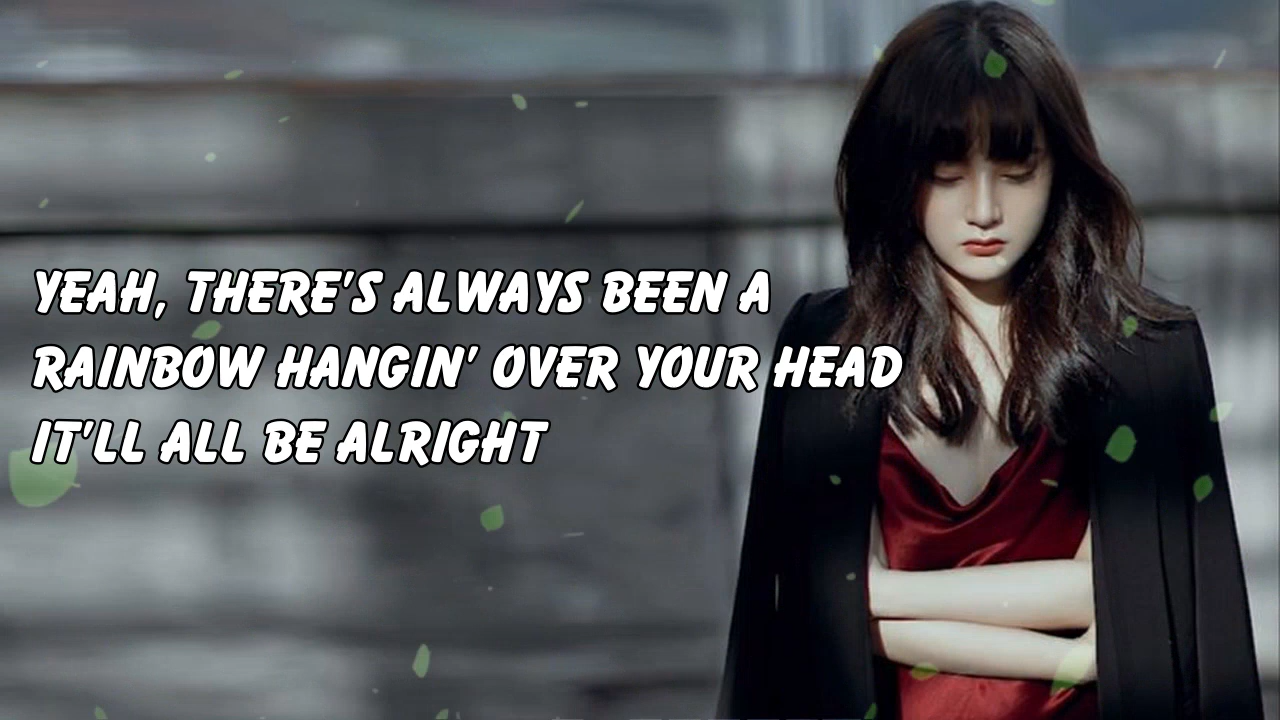 YEAH, THERE'S ALWAYS BEEN A
RAINBOW HANGIN' OVER YOUR HEAD
IT'LL ALL BE ALRIGHT